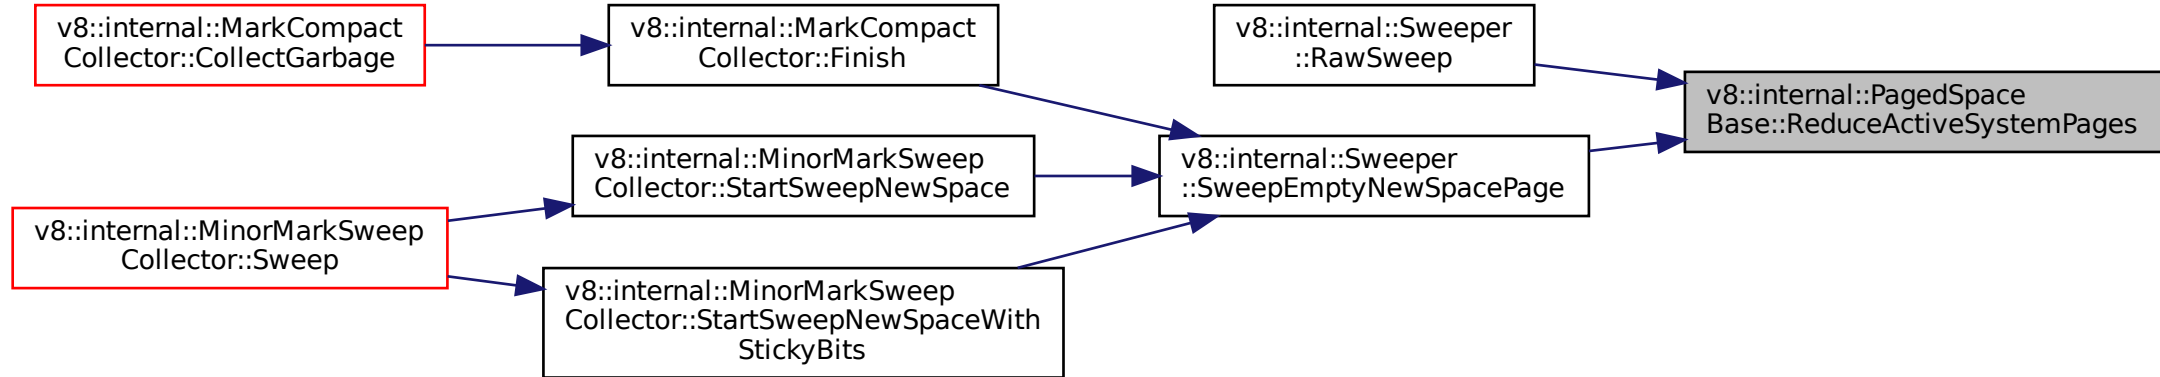 v8::internal::MarkCompact
Collector::CollectGarbage
v8::internal::MarkCompact
Collector::Finish
v8::internal::Sweeper
::RawSweep
v8::internal::PagedSpace
Base::ReduceActiveSystemPages
v8::internal::MinorMarkSweep
Collector::StartSweepNewSpace
v8::internal::Sweeper
::SweepEmptyNewSpacePage
v8::internal::MinorMarkSweep
Collector::Sweep
v8::internal::MinorMarkSweep
Collector::StartSweepNewSpaceWith
StickyBits